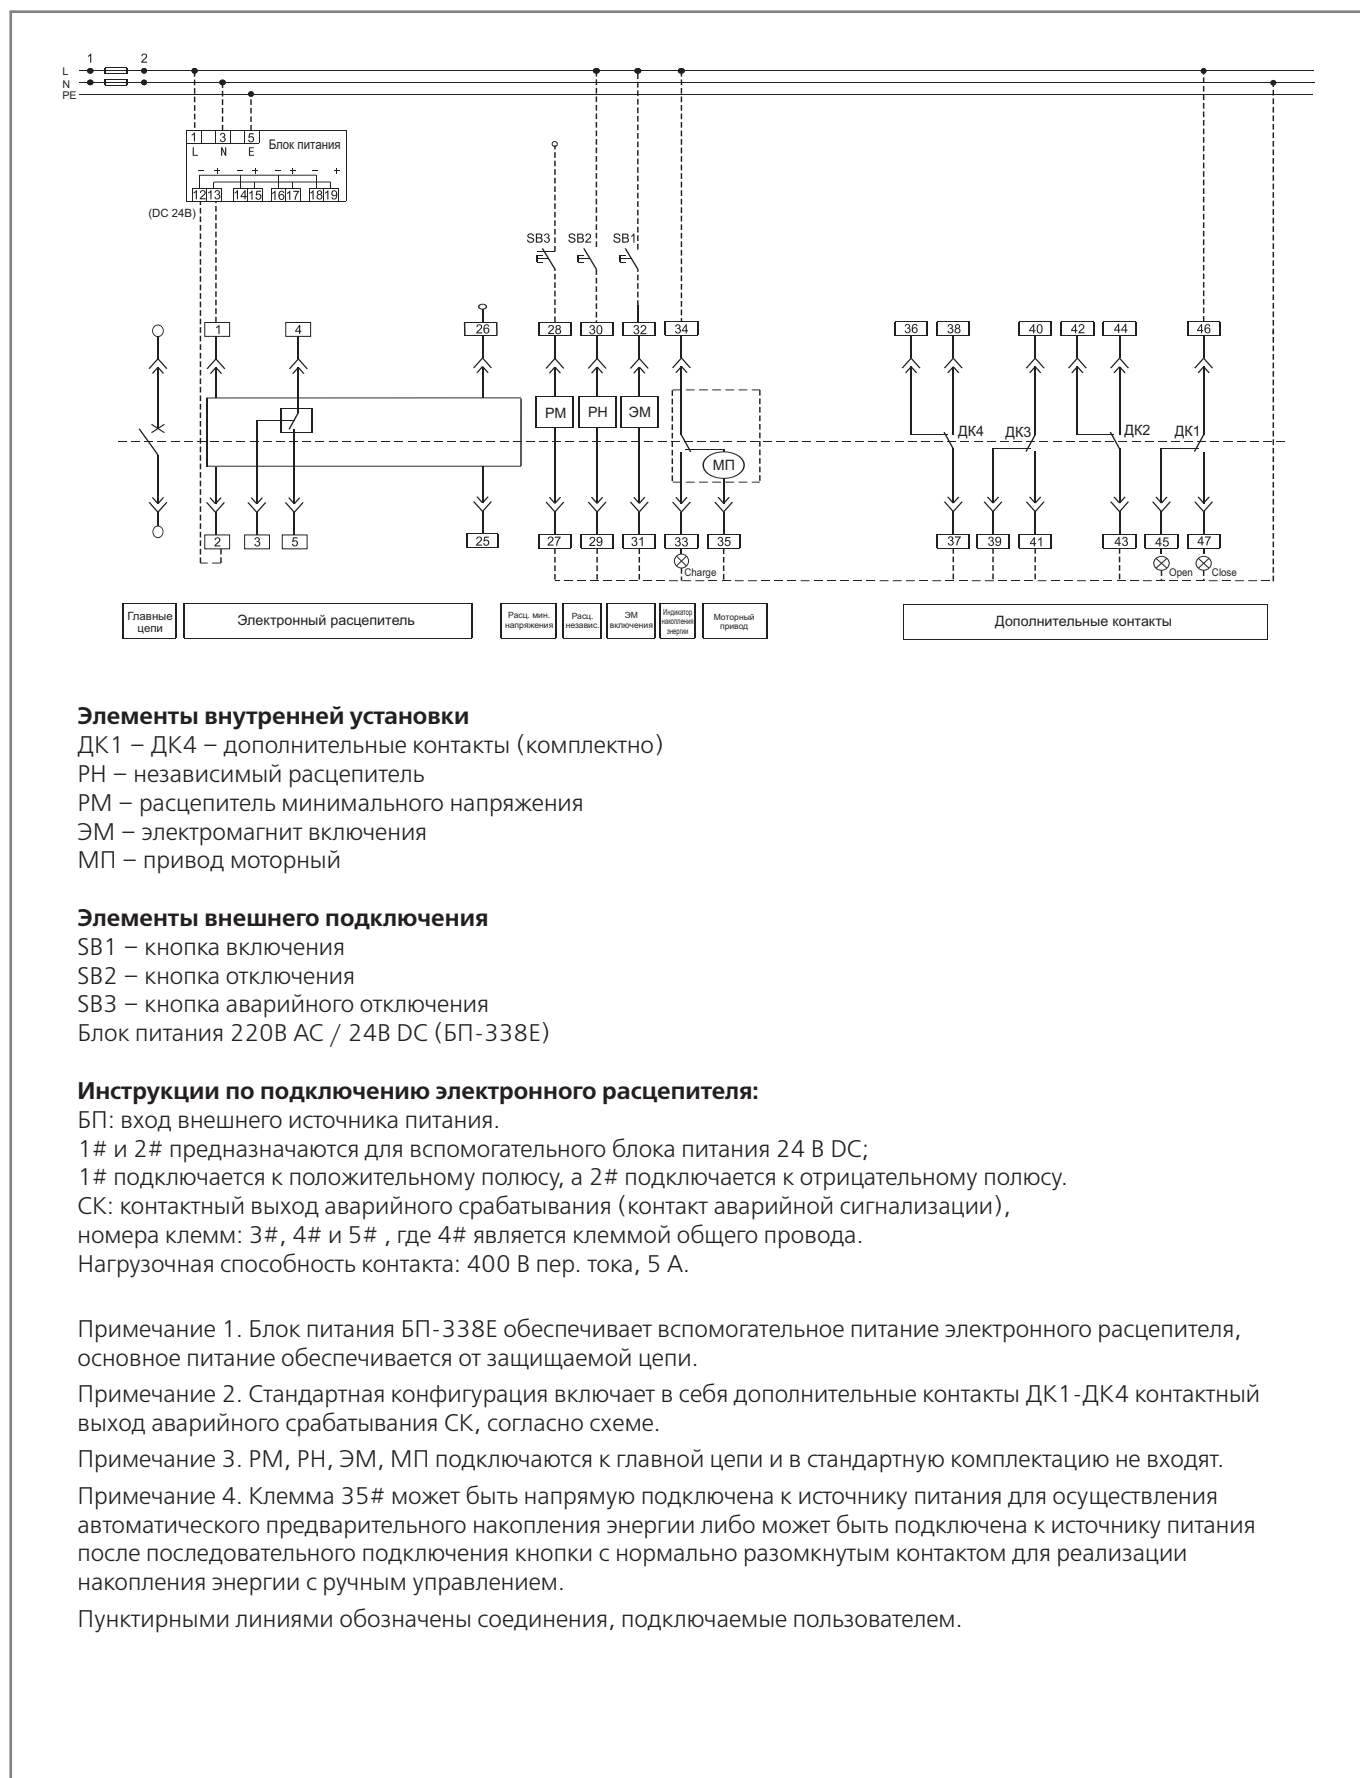 1 2
L
N
PE
1 3 5
L N E
Блок питания
– + – + – + – +
12 13 14 15 16 17 18 19
(DC 24В)
SB3 SB2 SB1
1 4 26 28 30 32 34 36 38 40 42 44 46
РМ РН ЭМ
ДК4 ДК3 ДК2 ДК1
МП
2 3 5 25 27 29 31 33 35 37 39 41 43 45 47
Charge Open Close
Главные
цепи
Электронный расцепитель
Расц. мин.
напряжения
Расц.
независ.
ЭМ
включения
Индикатор
накопления
энергии
Моторный
привод
Дополнительные контакты
Элементы внутренней установки
ДК1 – ДК4 – дополнительные контакты (комплектно)
РН – независимый расцепитель
РМ – расцепитель минимального напряжения
ЭМ – электромагнит включения
МП – привод моторный
Элементы внешнего подключения
SB1 – кнопка включения
SB2 – кнопка отключения
SB3 – кнопка аварийного отключения
Блок питания 220В AC / 24В DC (БП-338Е)
Инструкции по подключению электронного расцепителя:
БП: вход внешнего источника питания.
1# и 2# предназначаются для вспомогательного блока питания 24 В DC;
1# подключается к положительному полюсу, а 2# подключается к отрицательному полюсу.
СК: контактный выход аварийного срабатывания (контакт аварийной сигнализации),
номера клемм: 3#, 4# и 5# , где 4# является клеммой общего провода.
Нагрузочная способность контакта: 400 В пер. тока, 5 А.
Примечание 1. Блок питания БП-338Е обеспечивает вспомогательное питание электронного расцепителя,
основное питание обеспечивается от защищаемой цепи.
Примечание 2. Стандартная конфигурация включает в себя дополнительные контакты ДК1-ДК4 контактный
выход аварийного срабатывания СК, согласно схеме.
Примечание 3. РМ, РН, ЭМ, МП подключаются к главной цепи и в стандартную комплектацию не входят.
Примечание 4. Клемма 35# может быть напрямую подключена к источнику питания для осуществления
автоматического предварительного накопления энергии либо может быть подключена к источнику питания
после последовательного подключения кнопки с нормально разомкнутым контактом для реализации
накопления энергии с ручным управлением.
Пунктирными линиями обозначены соединения, подключаемые пользователем.